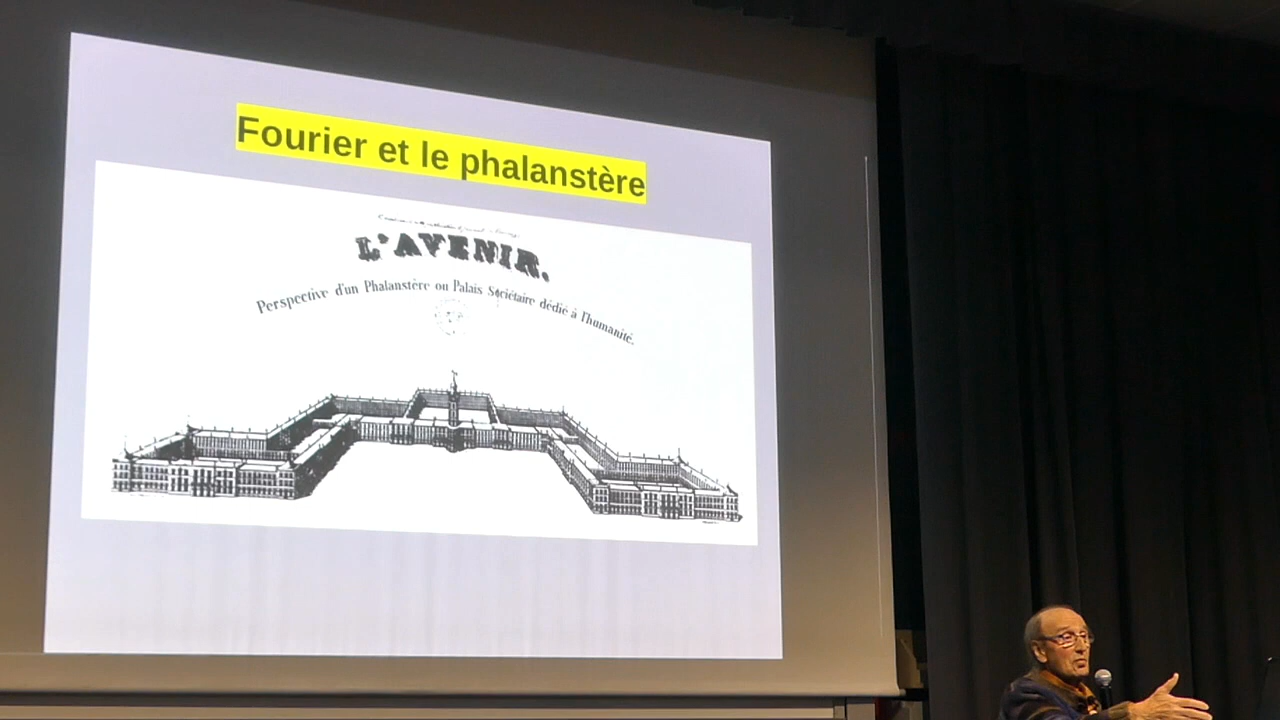 Fourier et le phalanstère
L'AVENIR.
Perspective d'un Phalanstère ou Palais Sociétaire dédié à l'humanité.